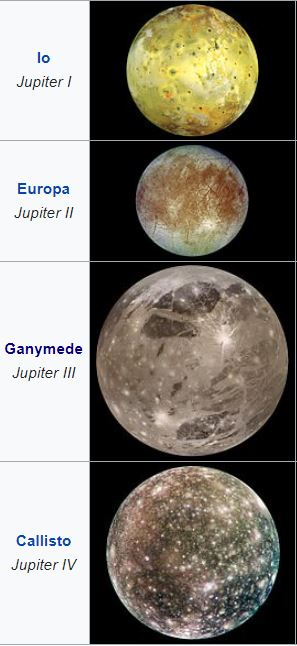 Io
Jupiter I
Europa
Jupiter II
Ganymede
Jupiter III
Callisto
Jupiter IV